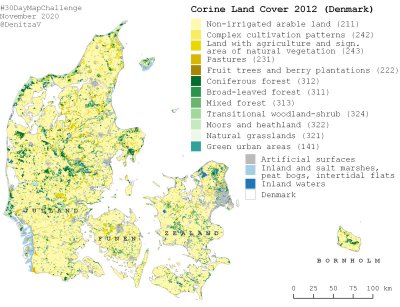 #30DayMapChallenge
November 2020
@DenitzaV
Corine Land Cover 2012 (Denmark)
Non-irrigated arable land (211)
Complex cultivation patterns (242)
Land with agriculture and sign.
area of natural vegetation (243)
Pastures (231)
Fruit trees and berry plantations (222)
Coniferous forest (312)
Broad-leaved forest (311)
Mixed forest (313)
Transitional woodland-shrub (324)
Moors and heathland (322)
Natural grasslands (321)
Green urban areas (141)
Artificial surfaces
Inland and salt marshes,
peat bogs, intertidal flats
Inland waters
Denmark
JUTLAND
FUNEN
ZEALAND
BORNHOLM
0 25 50 75 100 km